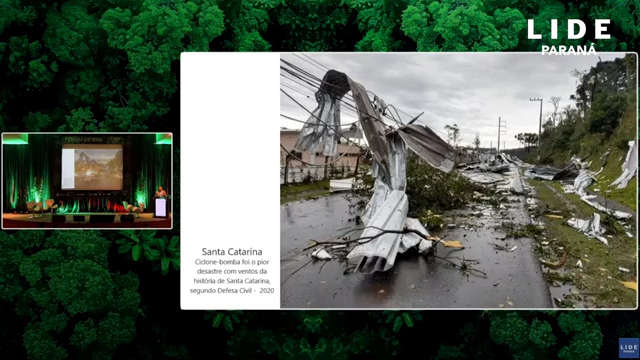 LIDE
PARANÁ
Santa Catarina
Ciclone-bomba foi o pior
desastre com ventos da
história de Santa Catarina,
segundo Defesa Civil - 2020
LIDE
PARANÁ